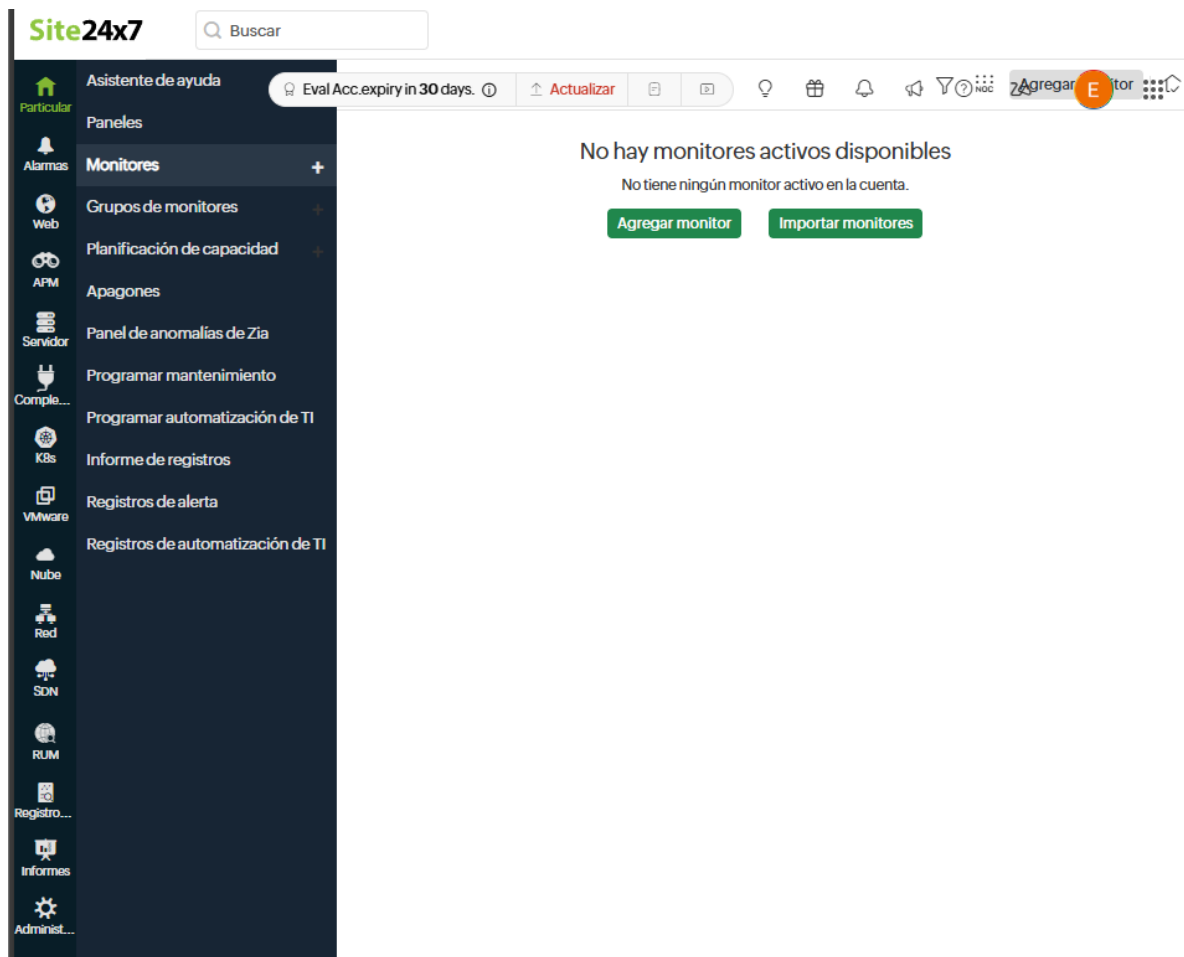 Site24x7
Buscar
Eval Acc.expiry in 30 days.
Actualizar
NOC
E
Particular
Alarmas
Web
APM
Servidor
Comple...
K8s
VMware
Nube
Red
SDN
RUM
Registro...
Informes
Administ...
Asistente de ayuda
Paneles
Monitores +
Grupos de monitores +
Planificación de capacidad +
Apagones
Panel de anomalías de Zia
Programar mantenimiento
Programar automatización de TI
Informe de registros
Registros de alerta
Registros de automatización de TI
No hay monitores activos disponibles
No tiene ningún monitor activo en la cuenta.
Agregar monitor
Importar monitores